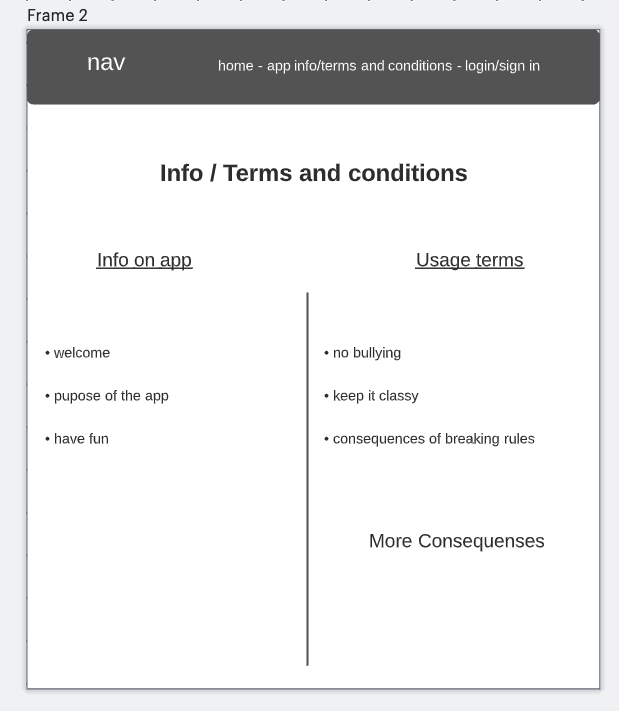 Frame 2
nav
home - app info/terms and conditions - login/sign in
Info / Terms and conditions
Info on app
• welcome
• pupose of the app
• have fun
Usage terms
• no bullying
• keep it classy
• consequences of breaking rules
More Consequenses